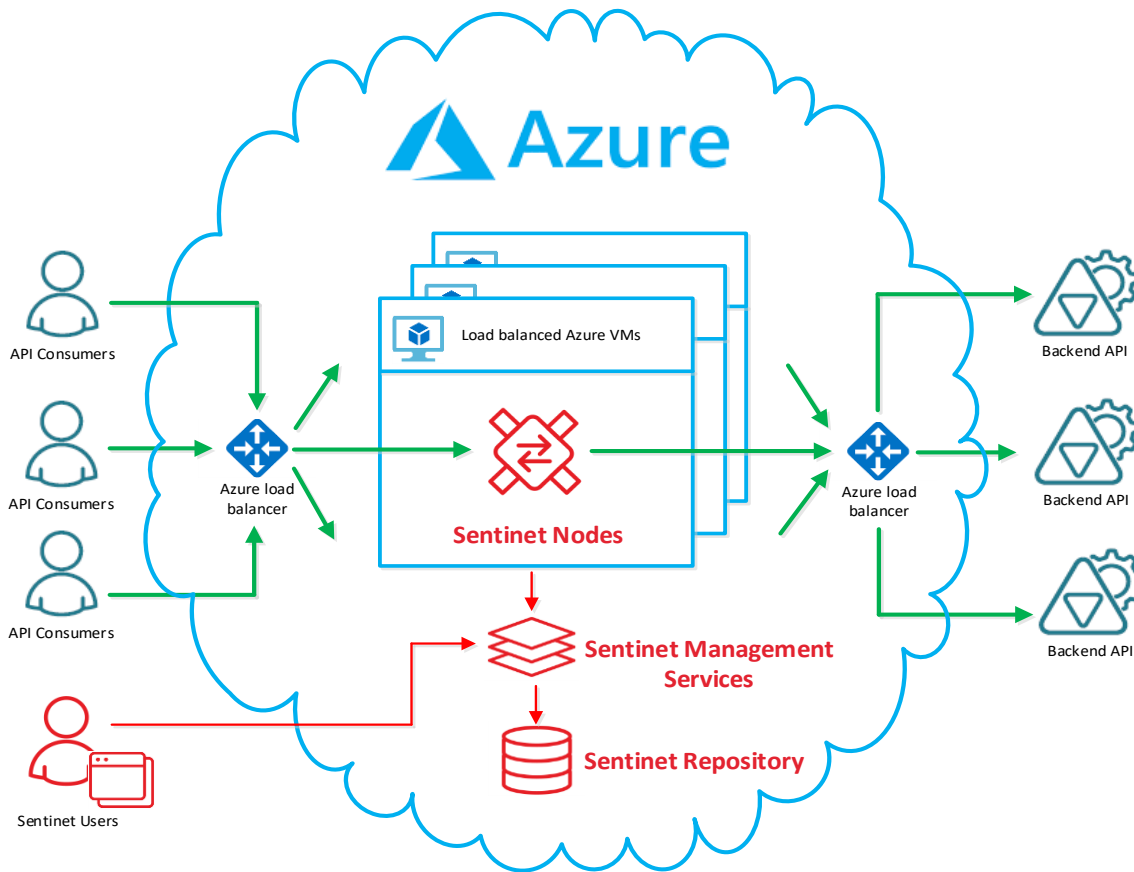 Azure
Load balanced Azure VMs
API Consumers
Backend API
API Consumers
Azure load
balancer
Sentinet Nodes
Azure load
balancer
Backend API
API Consumers
Sentinet Management
Services
Backend API
Sentinet Repository
Sentinet Users